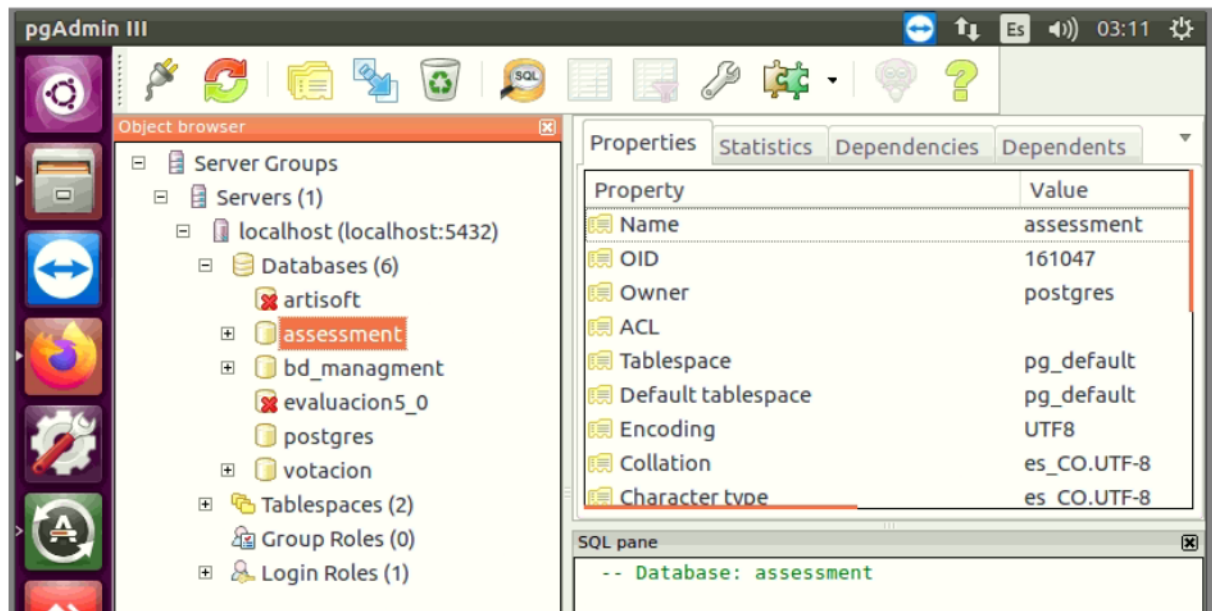 pgAdmin III
Es
03:11
SQL
Object browser
Server Groups
Servers (1)
localhost (localhost:5432)
Databases (6)
artisoft
assessment
bd_managment
evaluacion5_0
postgres
votacion
Tablespaces (2)
Group Roles (0)
Login Roles (1)
Properties Statistics Dependencies Dependents
Property Value
Name assessment
OID 161047
Owner postgres
ACL
Tablespace pg_default
Default tablespace pg_default
Encoding UTF8
Collation es_CO.UTF-8
Character type es_CO.UTF-8
SQL pane
-- Database: assessment